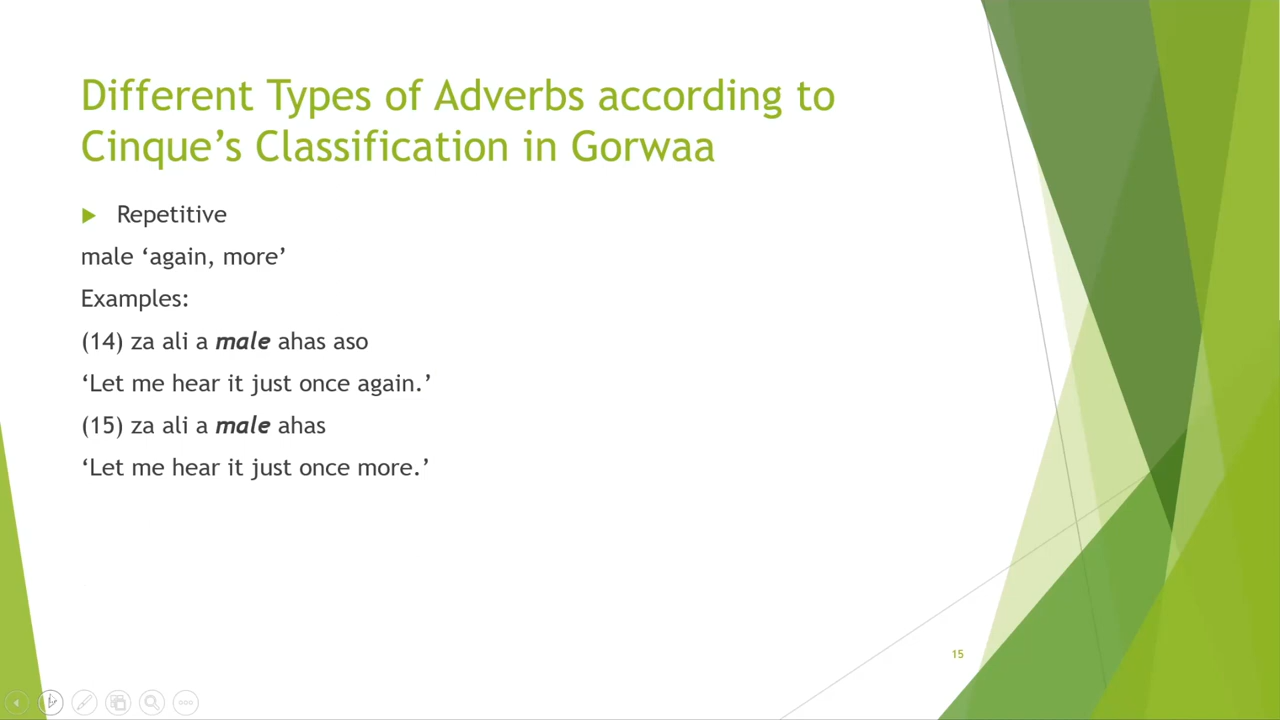 Different Types of Adverbs according to
Cinque’s Classification in Gorwaa
Repetitive
male ‘again, more’
Examples:
(14) za ali a male ahas aso
‘Let me hear it just once again.’
(15) za ali a male ahas
‘Let me hear it just once more.’
15